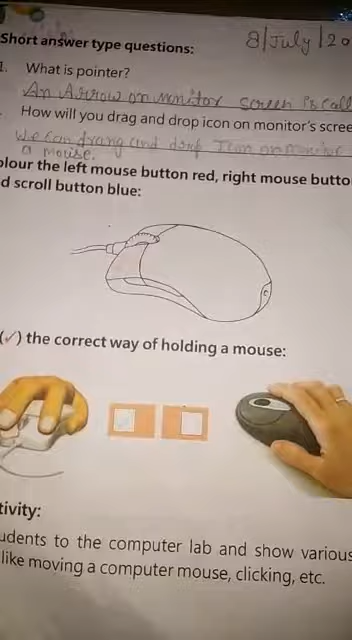 8/July/20
Short answer type questions:
1. What is pointer?
An Arrow on monitor screen is call
How will you drag and drop icon on monitor's scree
We can drang and dorp Icon on monitor
a mouse.
olour the left mouse button red, right mouse butto
d scroll button blue:
(✓) the correct way of holding a mouse:
tivity:
udents to the computer lab and show various
like moving a computer mouse, clicking, etc.